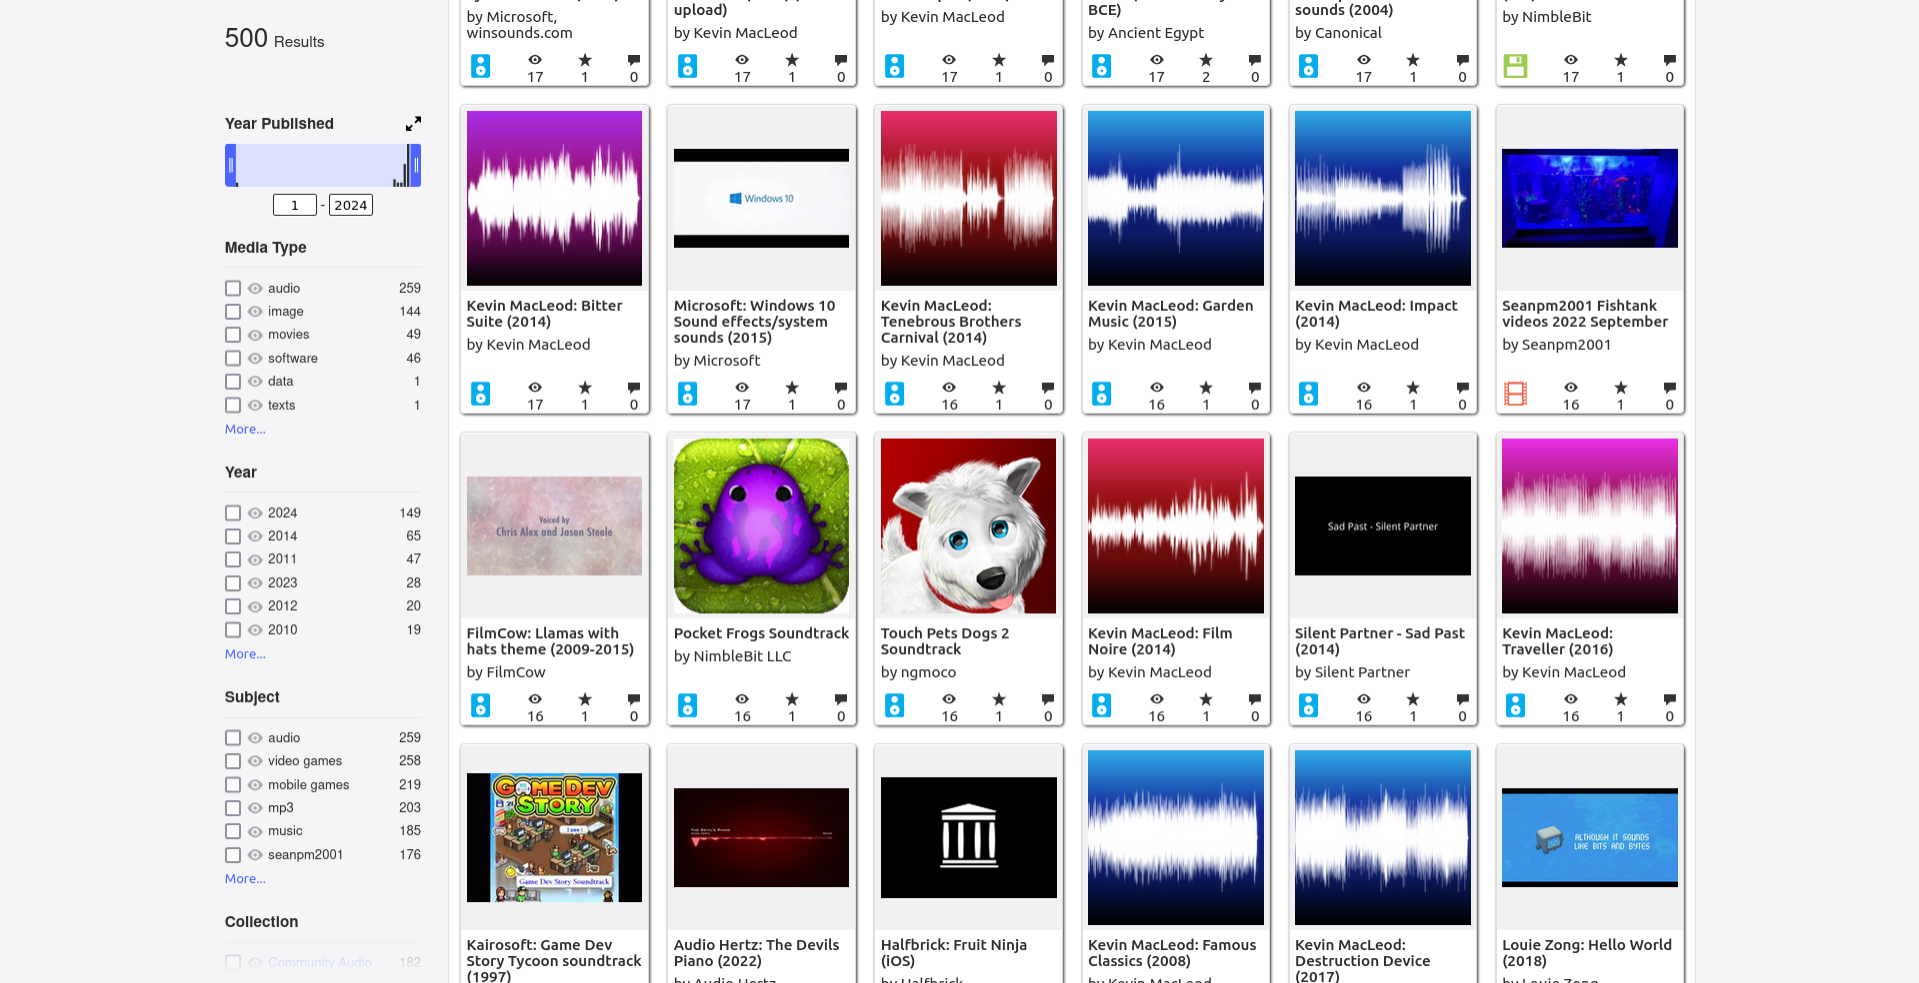 500 Results
Year Published
1 - 2024
Media Type
audio 259
image 144
movies 49
software 46
data 1
texts 1
More...
Year
2024 149
2014 65
2011 47
2023 28
2012 20
2010 19
More...
Subject
audio 259
video games 258
mobile games 219
mp3 203
music 185
seanpm2001 176
More...
Collection
Community Audio 182
by Microsoft,
winsounds.com
17 1 0
upload)
by Kevin MacLeod
17 1 0
by Kevin MacLeod
17 1 0
BCE)
by Ancient Egypt
17 2 0
sounds (2004)
by Canonical
17 1 0
by NimbleBit
17 1 0
Kevin MacLeod: Bitter
Suite (2014)
by Kevin MacLeod
17 1 0
Windows 10
Microsoft: Windows 10
Sound effects/system
sounds (2015)
by Microsoft
17 1 0
Kevin MacLeod:
Tenebrous Brothers
Carnival (2014)
by Kevin MacLeod
16 1 0
Kevin MacLeod: Garden
Music (2015)
by Kevin MacLeod
16 1 0
Kevin MacLeod: Impact
(2014)
by Kevin MacLeod
16 1 0
Seanpm2001 Fishtank
videos 2022 September
by Seanpm2001
16 1 0
Voiced by
Chris Alex and Jason Steele
FilmCow: Llamas with
hats theme (2009-2015)
by FilmCow
16 1 0
Pocket Frogs Soundtrack
by NimbleBit LLC
16 1 0
Touch Pets Dogs 2
Soundtrack
by ngmoco
16 1 0
Kevin MacLeod: Film
Noire (2014)
by Kevin MacLeod
16 1 0
Sad Past - Silent Partner
Silent Partner - Sad Past
(2014)
by Silent Partner
16 1 0
Kevin MacLeod:
Traveller (2016)
by Kevin MacLeod
16 1 0
GAME DEV
STORY
Game Dev Story Soundtrack
Kairosoft: Game Dev
Story Tycoon soundtrack
(1997)
THE DEVIL'S PIANO
Audio Hertz: The Devils
Piano (2022)
by Audio Hertz
Halfbrick: Fruit Ninja
(iOS)
by Halfbrick
Kevin MacLeod: Famous
Classics (2008)
by Kevin MacLeod
Kevin MacLeod:
Destruction Device
(2017)
ALTHOUGH IT SOUNDS
LIKE BITS AND BYTES
Louie Zong: Hello World
(2018)
by Louie Zong